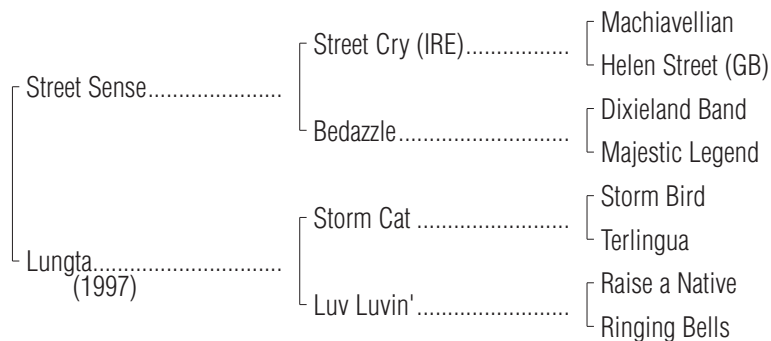 Machiavellian
Street Cry (IRE)..................
Helen Street (GB)
Street Sense.......................
Dixieland Band
Bedazzle.............................
Majestic Legend
Storm Bird
Storm Cat ..........................
Terlingua
Lungta................................
(1997)
Raise a Native
Luv Luvin'..........................
Ringing Bells